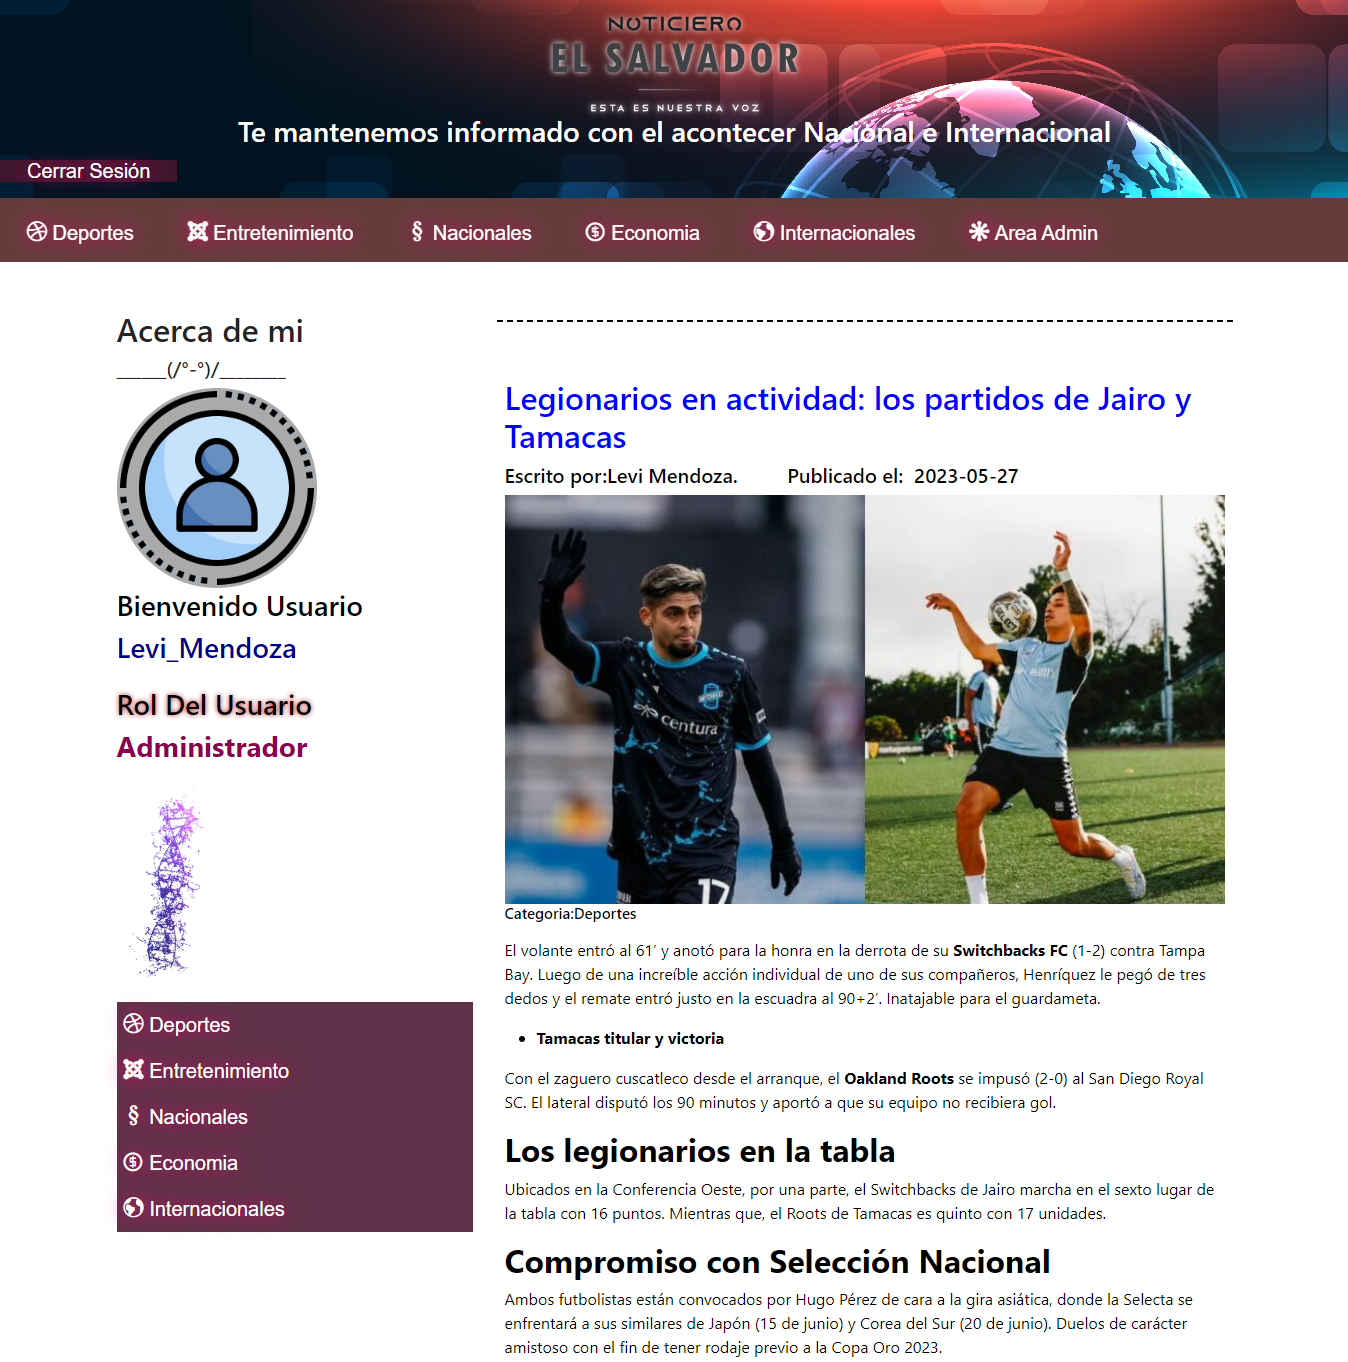 NOTICIERO
EL SALVADOR
ESTA ES NUESTRA VOZ
Te mantenemos informado con el acontecer Nacional e Internacional
Cerrar Sesión
Deportes Entretenimiento Nacionales Economia Internacionales Area Admin
Acerca de mi
______(/°-°)/________
Bienvenido Usuario
Levi_Mendoza
Rol Del Usuario
Administrador
Deportes
Entretenimiento
Nacionales
Economia
Internacionales
Legionarios en actividad: los partidos de Jairo y
Tamacas
Escrito por:Levi Mendoza. Publicado el: 2023-05-27
centura
17
Categoria:Deportes
El volante entró al 61’ y anotó para la honra en la derrota de su Switchbacks FC (1-2) contra Tampa
Bay. Luego de una increíble acción individual de uno de sus compañeros, Henríquez le pegó de tres
dedos y el remate entró justo en la escuadra al 90+2’. Inatajable para el guardameta.
• Tamacas titular y victoria
Con el zaguero cuscatleco desde el arranque, el Oakland Roots se impusó (2-0) al San Diego Royal
SC. El lateral disputó los 90 minutos y aportó a que su equipo no recibiera gol.
Los legionarios en la tabla
Ubicados en la Conferencia Oeste, por una parte, el Switchbacks de Jairo marcha en el sexto lugar de
la tabla con 16 puntos. Mientras que, el Roots de Tamacas es quinto con 17 unidades.
Compromiso con Selección Nacional
Ambos futbolistas están convocados por Hugo Pérez de cara a la gira asiática, donde la Selecta se
enfrentará a sus similares de Japón (15 de junio) y Corea del Sur (20 de junio). Duelos de carácter
amistoso con el fin de tener rodaje previo a la Copa Oro 2023.